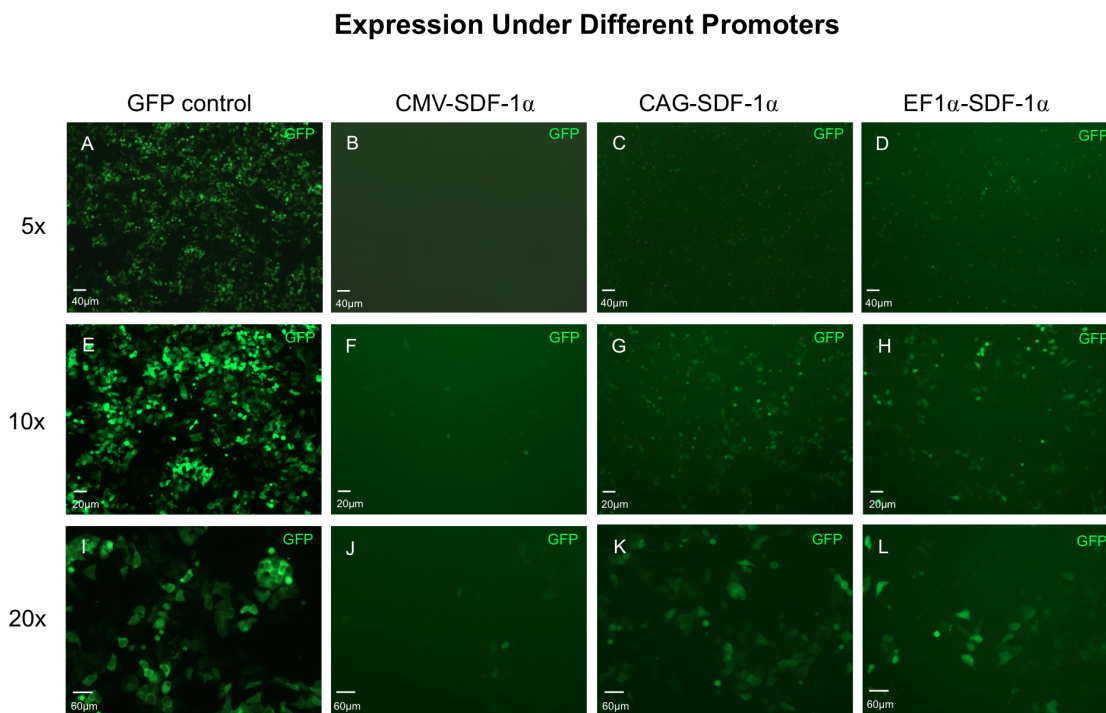 Expression Under Different Promoters
GFP control
CMV-SDF-1α
CAG-SDF-1α
EF1α-SDF-1α
5x
A GFP
40µm
B GFP
40µm
C GFP
40µm
D GFP
40µm
10x
E GFP
20µm
F GFP
20µm
G GFP
20µm
H GFP
20µm
20x
I GFP
60µm
J GFP
60µm
K GFP
60µm
L GFP
60µm